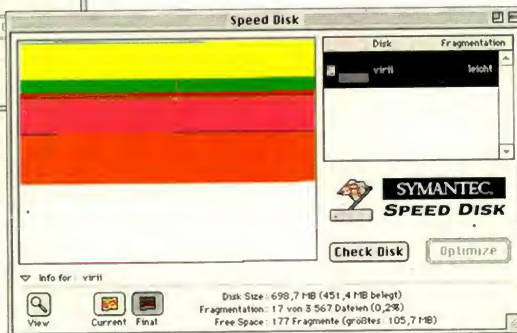 Speed Disk
Disk Fragmentation
virii leicht
SYMANTEC.
SPEED DISK
Check Disk Optimize
Info for: virii
View Current Final
Disk Size: 698,7 MB (451,4 MB belegt)
Fragmentation: 17 von 3 567 Dateien (0,2%)
Free Space: 177 Fragmente (größtes: 105,7 MB)